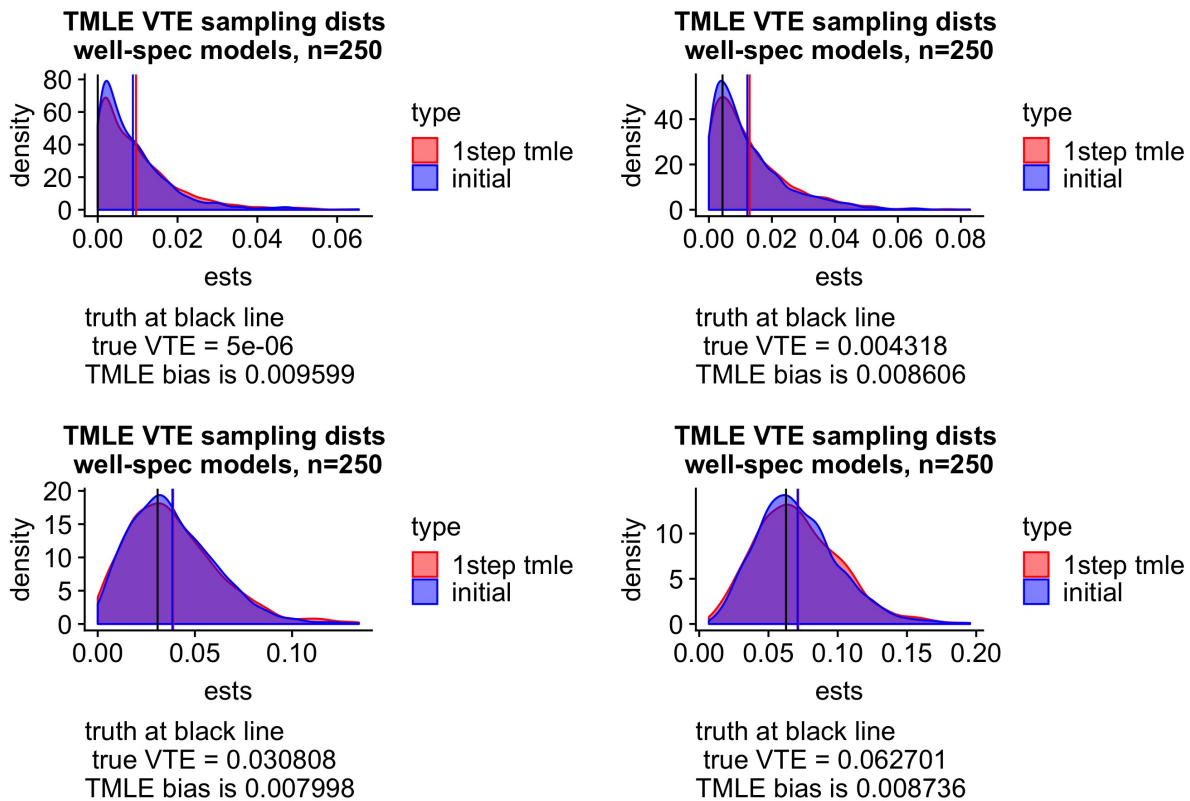 TMLE VTE sampling dists
well-spec models, n=250
density
80
60
40
20
0
0.00 0.02 0.04 0.06
ests
type
1step tmle
initial
truth at black line
true VTE = 5e-06
TMLE bias is 0.009599
TMLE VTE sampling dists
well-spec models, n=250
density
40
20
0
0.00 0.02 0.04 0.06 0.08
ests
type
1step tmle
initial
truth at black line
true VTE = 0.004318
TMLE bias is 0.008606
TMLE VTE sampling dists
well-spec models, n=250
density
20
15
10
5
0
0.00 0.05 0.10
ests
type
1step tmle
initial
truth at black line
true VTE = 0.030808
TMLE bias is 0.007998
TMLE VTE sampling dists
well-spec models, n=250
density
10
5
0
0.00 0.05 0.10 0.15 0.20
ests
type
1step tmle
initial
truth at black line
true VTE = 0.062701
TMLE bias is 0.008736